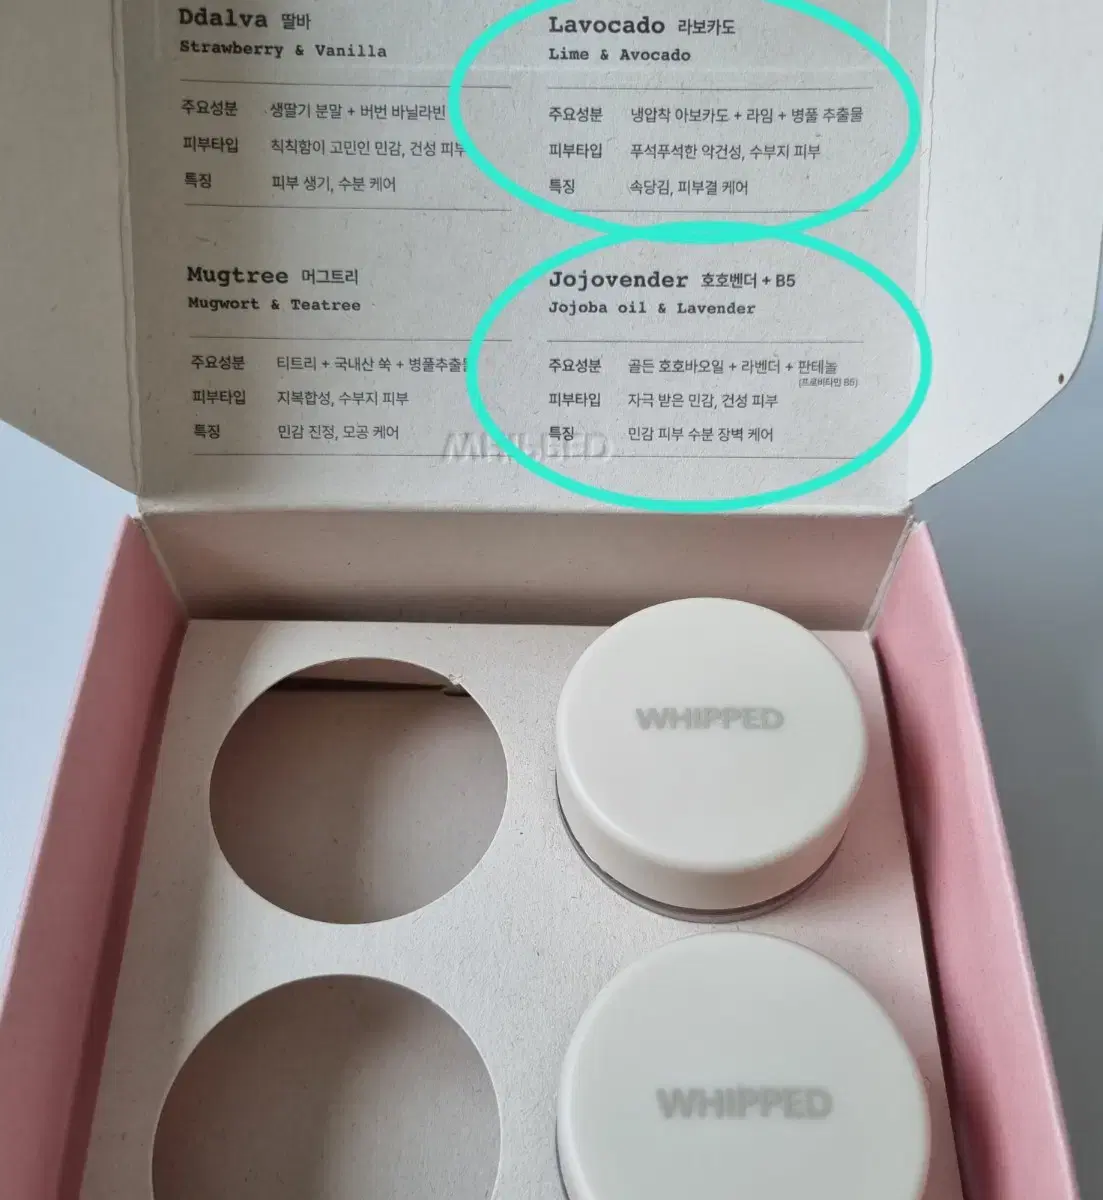 Ddalva 딸바
Strawberry & Vanilla
주요성분 생딸기 분말 + 버번 바닐라빈
피부타입 칙칙함이 고민인 민감, 건성 피부
특징 피부 생기, 수분 케어
Lavocado 라보카도
Lime & Avocado
주요성분 냉압착 아보카도 + 라임 + 병풀 추출물
피부타입 푸석푸석한 악건성, 수부지 피부
특징 속당김, 피부결 케어
Mugtree 머그트리
Mugwort & Teatree
주요성분 티트리 + 국내산 쑥 + 병풀추출물
피부타입 지복합성, 수부지 피부
특징 민감 진정, 모공 케어
Jojovender 호호벤더 + B5
Jojoba oil & Lavender
주요성분 골든 호호바오일 + 라벤더 + 판테놀
(프로비타민 B5)
피부타입 자극 받은 민감, 건성 피부
특징 민감 피부 수분 장벽 케어
WHIPPED
WHIPPED
WHIPPED